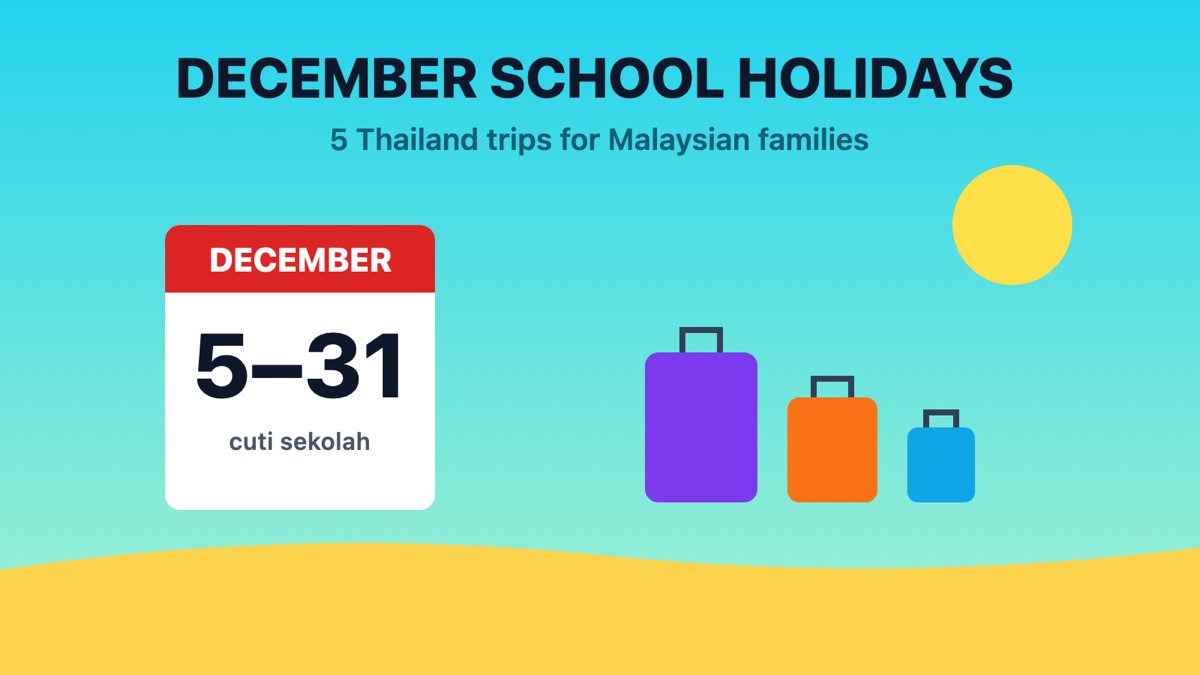 DECEMBER SCHOOL HOLIDAYS
5 Thailand trips for Malaysian families
DECEMBER
5–31
cuti sekolah